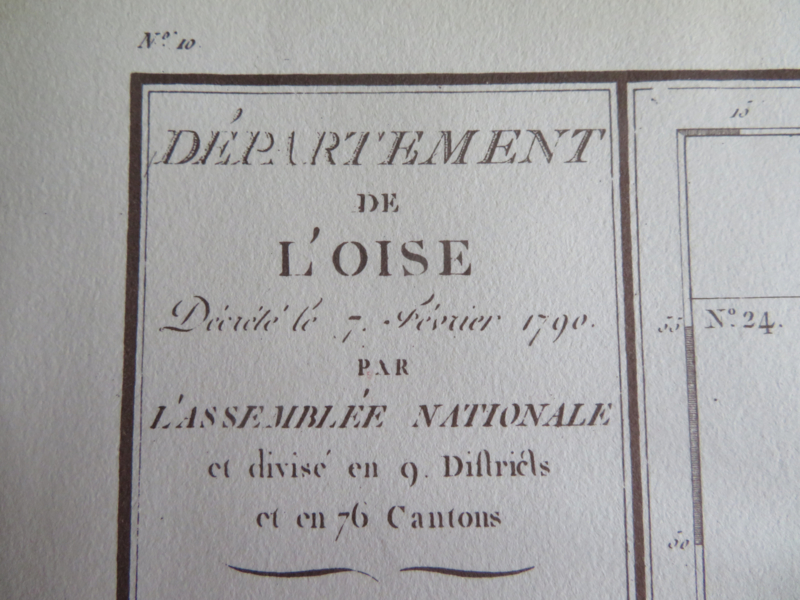 N.º 10
15
DÉPARTEMENT
DE
L'OISE
Décrété le 7. Février 1790.
PAR
L'ASSEMBLÉE NATIONALE
et divisé en 9. Diſtricts
et en 76 Cantons
55
N.º 24.
50